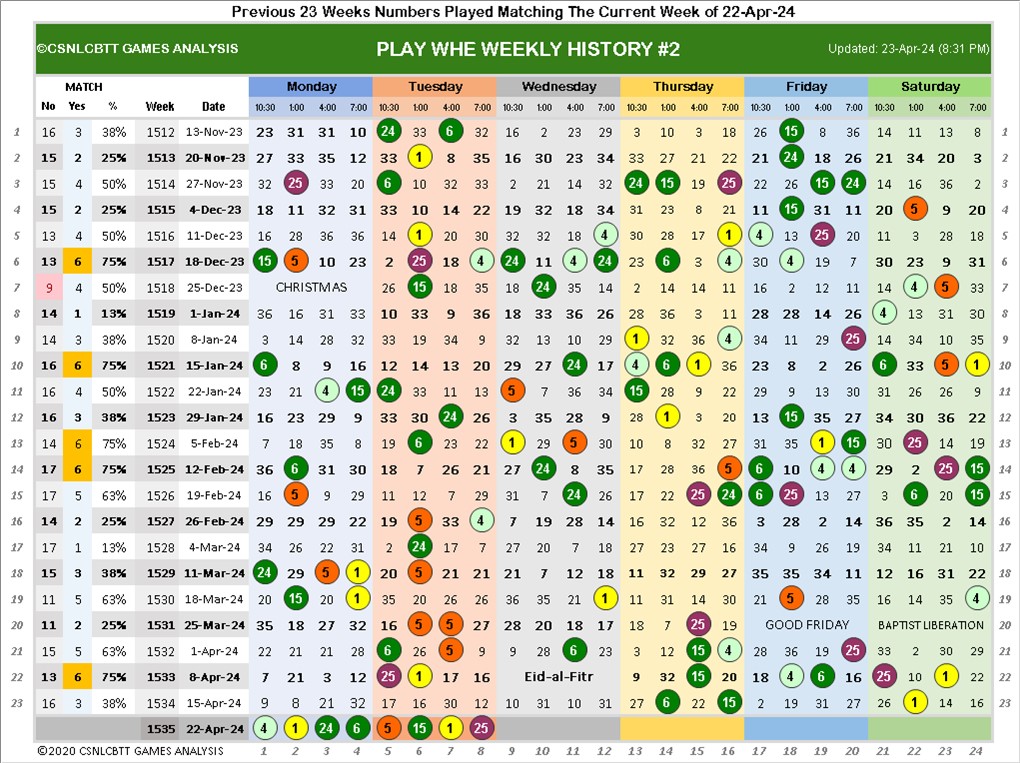 Previous 23 Weeks Numbers Played Matching The Current Week of 22-Apr-24
©CSNLCBTT GAMES ANALYSIS PLAY WHE WEEKLY HISTORY #2 Updated: 23-Apr-24 (8:31 PM)
MATCH Monday Tuesday Wednesday Thursday Friday Saturday
No Yes % Week Date 10:30 1:00 4:00 7:00 10:30 1:00 4:00 7:00 10:30 1:00 4:00 7:00 10:30 1:00 4:00 7:00 10:30 1:00 4:00 7:00 10:30 1:00 4:00 7:00
1 16 3 38% 1512 13-Nov-23 23 31 31 10 24 33 6 32 16 2 23 29 3 10 3 18 26 15 8 36 14 11 13 8 1
2 15 2 25% 1513 20-Nov-23 27 33 35 12 33 1 8 35 16 30 23 34 33 27 21 22 21 24 18 26 21 34 20 3 2
3 15 4 50% 1514 27-Nov-23 32 25 33 20 6 10 32 33 2 21 14 32 24 15 19 25 22 26 15 24 14 16 36 2 3
4 15 2 25% 1515 4-Dec-23 18 11 32 31 33 10 14 22 19 32 18 34 31 23 8 21 11 15 31 11 20 5 9 20 4
5 13 4 50% 1516 11-Dec-23 16 28 36 36 14 1 20 30 32 32 18 4 30 28 17 1 4 13 25 20 11 3 28 18 5
6 13 6 75% 1517 18-Dec-23 15 5 10 23 2 25 18 4 24 11 4 24 23 6 3 4 30 4 19 7 30 23 9 31 6
7 9 4 50% 1518 25-Dec-23 CHRISTMAS 26 15 18 35 18 24 35 14 2 14 14 11 16 2 12 11 14 4 5 33 7
8 14 1 13% 1519 1-Jan-24 36 16 31 33 10 33 9 36 18 33 36 26 28 36 3 11 28 28 14 26 4 13 31 30 8
9 14 3 38% 1520 8-Jan-24 3 14 28 32 33 19 34 9 32 13 10 29 1 32 36 4 34 11 29 25 14 34 10 35 9
10 16 6 75% 1521 15-Jan-24 6 8 9 16 12 14 13 20 29 27 24 17 4 6 1 36 23 8 2 26 6 33 5 1 10
11 16 4 50% 1522 22-Jan-24 23 21 4 15 24 33 11 13 5 7 36 34 15 28 11 23 29 9 13 30 31 26 26 9 11
12 16 3 38% 1523 29-Jan-24 16 23 29 9 33 30 24 26 3 35 28 9 28 1 3 20 13 15 35 27 34 30 36 22 12
13 14 6 75% 1524 5-Feb-24 7 18 35 8 19 6 23 22 1 29 5 30 10 8 32 27 31 35 1 15 30 25 14 19 13
14 17 6 75% 1525 12-Feb-24 36 6 31 30 18 7 26 21 27 24 8 35 17 28 36 5 6 10 4 4 29 2 25 15 14
15 17 5 63% 1526 19-Feb-24 16 5 9 29 11 12 7 29 31 7 24 26 17 22 25 24 6 25 13 27 3 6 20 15 15
16 14 2 25% 1527 26-Feb-24 29 29 29 22 19 5 33 4 7 19 28 14 16 32 12 36 3 28 2 14 36 35 2 14 16
17 17 1 13% 1528 4-Mar-24 34 26 22 31 2 24 17 7 27 20 7 18 27 23 27 16 34 9 26 19 34 11 21 10 17
18 15 3 38% 1529 11-Mar-24 24 29 5 1 20 5 21 21 21 7 12 18 11 32 29 27 35 35 34 11 12 16 31 22 18
19 11 5 63% 1530 18-Mar-24 20 15 20 1 35 20 26 26 36 35 21 1 11 31 14 30 21 5 28 35 16 14 35 4 19
20 11 2 25% 1531 25-Mar-24 35 18 27 32 16 5 5 27 28 20 18 17 8 7 25 19 GOOD FRIDAY BAPTIST LIBERATION 20
21 15 5 63% 1532 1-Apr-24 22 21 21 28 6 26 5 9 9 11 6 23 3 12 15 4 28 36 19 25 33 2 30 29 21
22 13 6 75% 1533 8-Apr-24 7 21 3 12 25 1 17 16 Eid-al-Fitr 9 32 15 20 18 4 6 16 25 10 1 22 22
23 16 3 38% 1534 15-Apr-24 9 8 21 32 17 16 30 12 10 31 10 31 27 6 22 15 2 19 31 27 26 1 14 16 23
1535 22-Apr-24 4 1 24 6 5 15 1 25
©2020 CSNLCBTT GAMES ANALYSIS 1 2 3 4 5 6 7 8 9 10 11 12 13 14 15 16 17 18 19 20 21 22 23 24